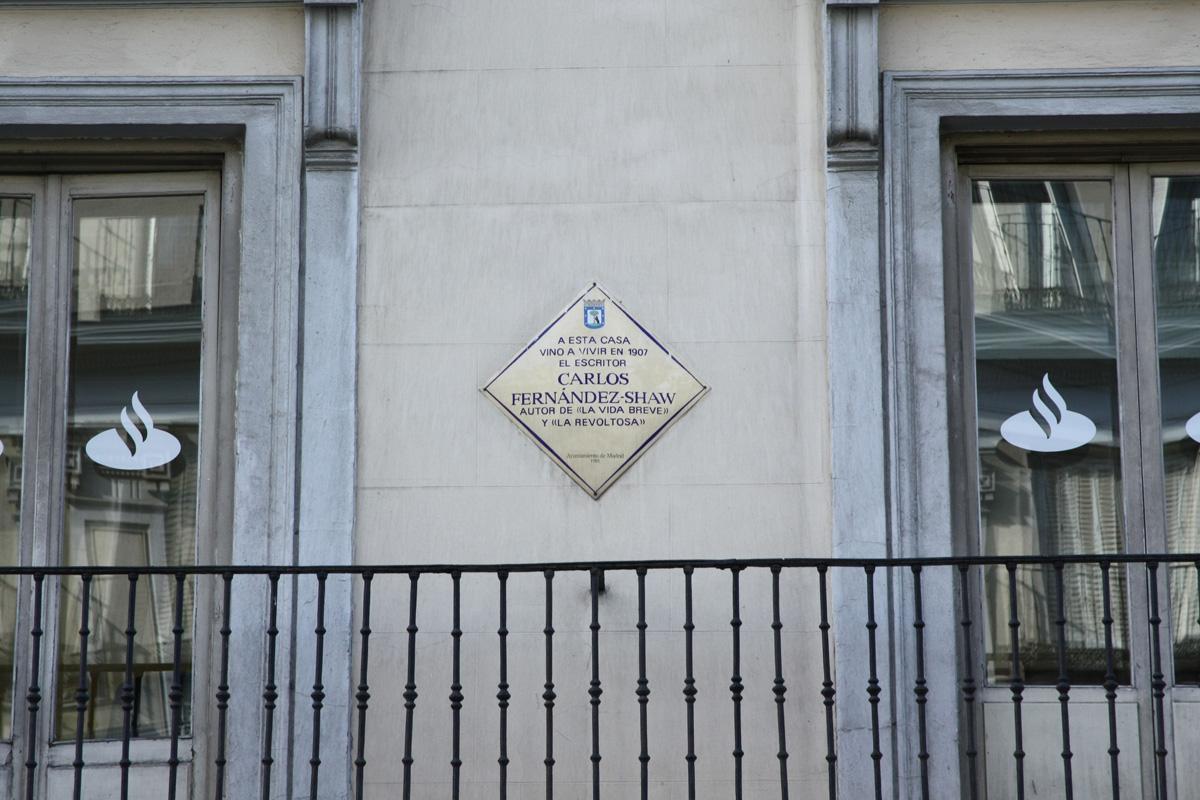 A ESTA CASA
VINO A VIVIR EN 1907
EL ESCRITOR
CARLOS
FERNÁNDEZ-SHAW
AUTOR DE «LA VIDA BREVE»
Y «LA REVOLTOSA»
Ayuntamiento de Madrid